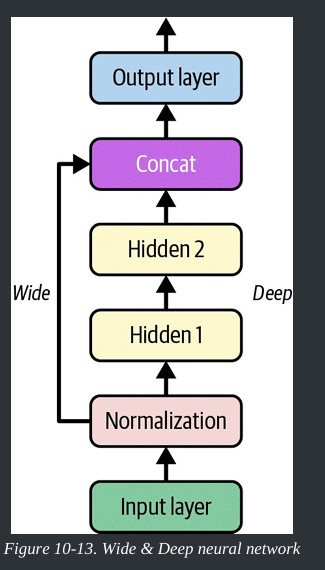 Output layer
Concat
Hidden 2
Wide
Deep
Hidden 1
Normalization
Input layer
Figure 10-13. Wide & Deep neural network